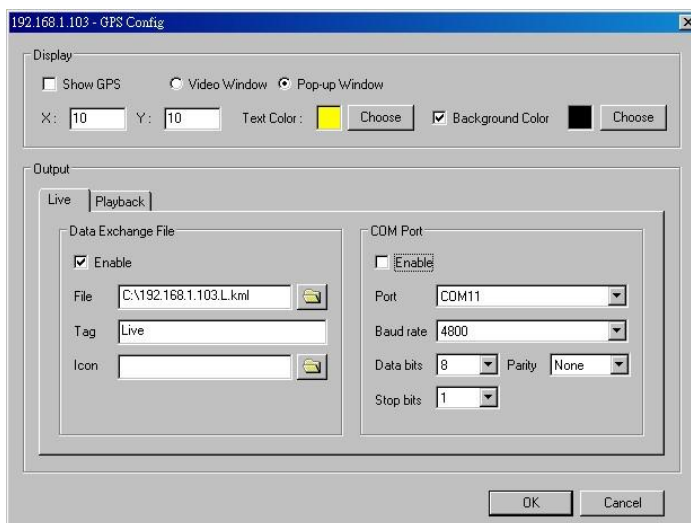 192.168.1.103 - GPS Config
Display
Show GPS Video Window Pop-up Window
X: 10 Y: 10 Text Color: Choose Background Color Choose
Output
Live Playback
Data Exchange File
Enable
File C:\192.168.1.103.L.kml
Tag Live
Icon
COM Port
Enable
Port COM11
Baud rate 4800
Data bits 8 Parity None
Stop bits 1
OK Cancel